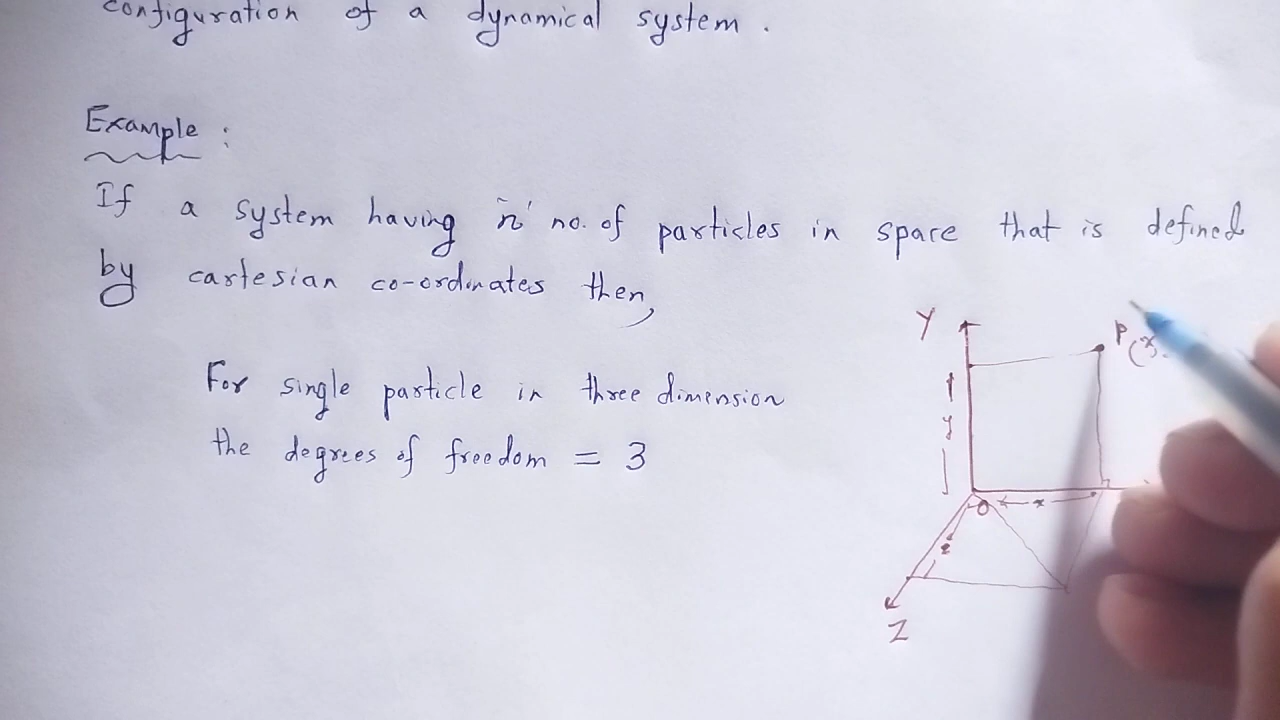 configuration of a dynamical system.
Example :
If a system having 'n' no. of particles in space that is defined
by cartesian co-ordinates then,
For single particle in three dimension
the degrees of freedom = 3
Y
P(x,
y
O
x
z
Z